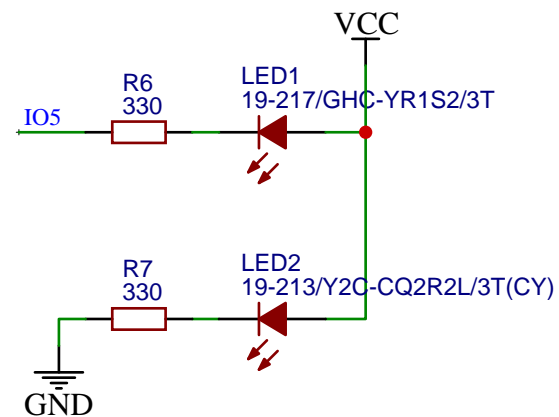 VCC
LED1
19-217/GHC-YR1S2/3T
R6
330
IO5
LED2
19-213/Y2C-CQ2R2L/3T(CY)
R7
330
GND